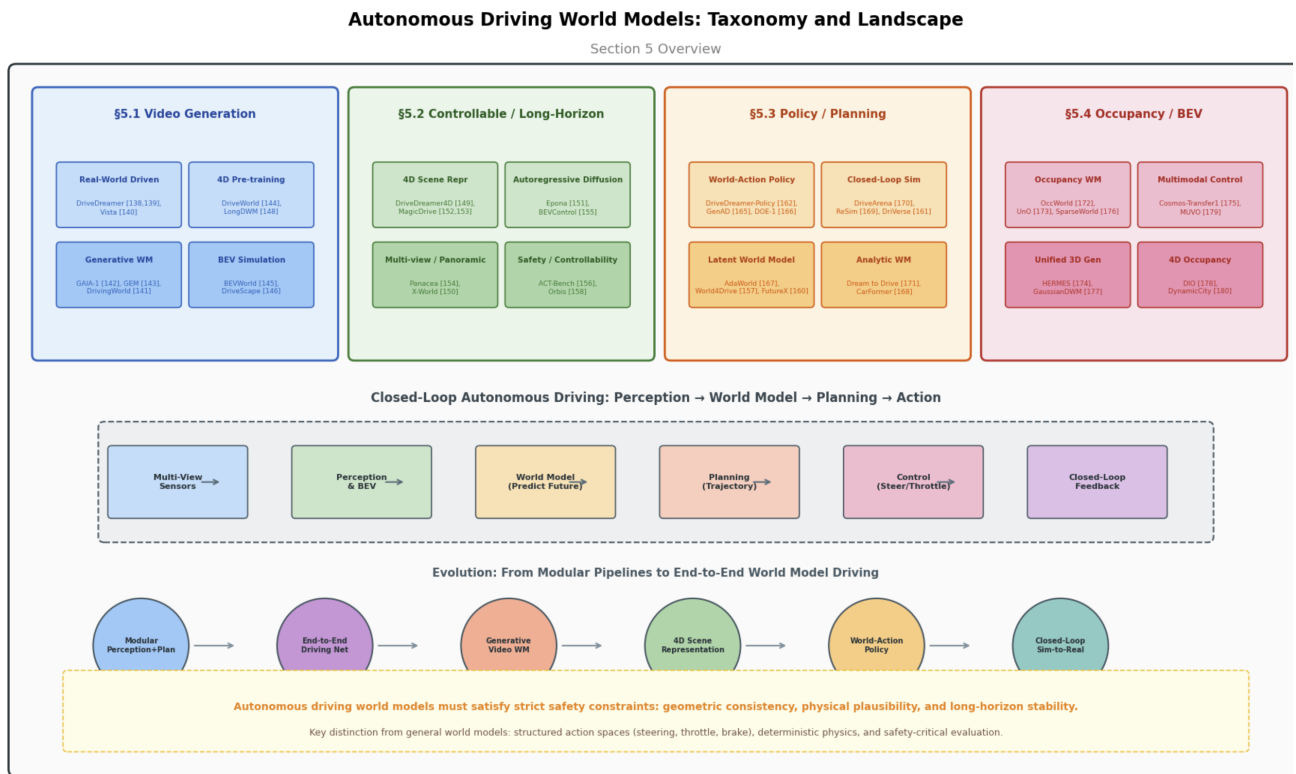 Autonomous Driving World Models: Taxonomy and Landscape
Section 5 Overview
§5.1 Video Generation
Real-World Driven
DriveDreamer [138,139],
Vista [140]
4D Pre-training
DriveWorld [144],
LongDWM [148]
Generative WM
GAIA-1 [142], GEM [143],
DrivingWorld [141]
BEV Simulation
BEVWorld [145],
DriveScape [146]
§5.2 Controllable / Long-Horizon
4D Scene Repr
DriveDreamer4D [149],
MagicDrive [152,153]
Autoregressive Diffusion
Epona [151],
BEVControl [155]
Multi-view / Panoramic
Panacea [154],
X-World [150]
Safety / Controllability
ACT-Bench [156],
Orbis [158]
§5.3 Policy / Planning
World-Action Policy
DriveDreamer-Policy [162],
GenAD [165], DOE-1 [166]
Closed-Loop Sim
DriveArena [170],
ReSim [169], DriVerse [161]
Latent World Model
AdaWorld [167],
World4Drive [157], FutureX [160]
Analytic WM
Dream to Drive [171],
CarFormer [168]
§5.4 Occupancy / BEV
Occupancy WM
OccWorld [172],
UnO [173], SparseWorld [176]
Multimodal Control
Cosmos-Transfer1 [175],
MUVO [179]
Unified 3D Gen
HERMES [174],
GaussianDWM [177]
4D Occupancy
DIO [178],
DynamicCity [180]
Closed-Loop Autonomous Driving: Perception → World Model → Planning → Action
Multi-View
Sensors
Perception
& BEV
World Model
(Predict Future)
Planning
(Trajectory)
Control
(Steer/Throttle)
Closed-Loop
Feedback
Evolution: From Modular Pipelines to End-to-End World Model Driving
Modular
Perception+Plan
End-to-End
Driving Net
Generative
Video WM
4D Scene
Representation
World-Action
Policy
Closed-Loop
Sim-to-Real
Autonomous driving world models must satisfy strict safety constraints: geometric consistency, physical plausibility, and long-horizon stability.
Key distinction from general world models: structured action spaces (steering, throttle, brake), deterministic physics, and safety-critical evaluation.